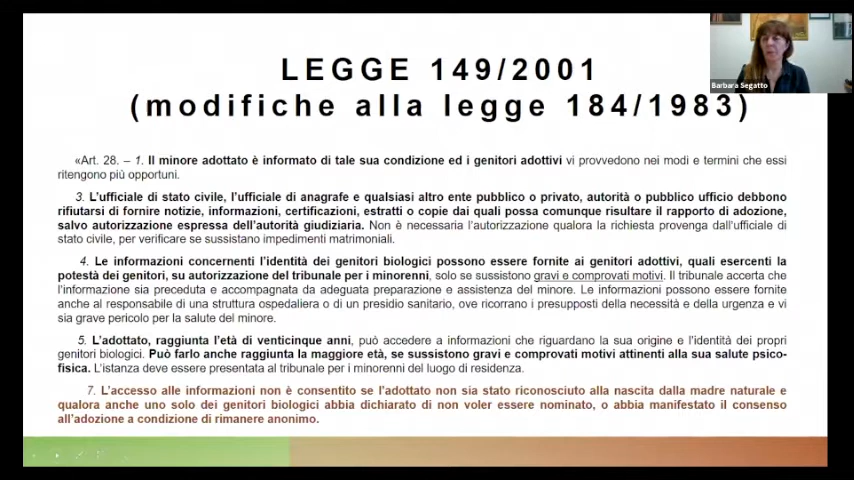 LEGGE 149/2001
(modifiche alla legge 184/1983)
Barbara Segatto
«Art. 28. – 1. Il minore adottato è informato di tale sua condizione ed i genitori adottivi vi provvedono nei modi e termini che essi
ritengono più opportuni.
3. L'ufficiale di stato civile, l'ufficiale di anagrafe e qualsiasi altro ente pubblico o privato, autorità o pubblico ufficio debbono
rifiutarsi di fornire notizie, informazioni, certificazioni, estratti o copie dai quali possa comunque risultare il rapporto di adozione,
salvo autorizzazione espressa dell'autorità giudiziaria. Non è necessaria l'autorizzazione qualora la richiesta provenga dall'ufficiale di
stato civile, per verificare se sussistano impedimenti matrimoniali.
4. Le informazioni concernenti l'identità dei genitori biologici possono essere fornite ai genitori adottivi, quali esercenti la
potestà dei genitori, su autorizzazione del tribunale per i minorenni, solo se sussistono gravi e comprovati motivi. Il tribunale accerta che
l'informazione sia preceduta e accompagnata da adeguata preparazione e assistenza del minore. Le informazioni possono essere fornite
anche al responsabile di una struttura ospedaliera o di un presidio sanitario, ove ricorrano i presupposti della necessità e della urgenza e vi
sia grave pericolo per la salute del minore.
5. L'adottato, raggiunta l'età di venticinque anni, può accedere a informazioni che riguardano la sua origine e l'identità dei propri
genitori biologici. Può farlo anche raggiunta la maggiore età, se sussistono gravi e comprovati motivi attinenti alla sua salute psico-
fisica. L'istanza deve essere presentata al tribunale per i minorenni del luogo di residenza.
7. L'accesso alle informazioni non è consentito se l'adottato non sia stato riconosciuto alla nascita dalla madre naturale e
qualora anche uno solo dei genitori biologici abbia dichiarato di non voler essere nominato, o abbia manifestato il consenso
all'adozione a condizione di rimanere anonimo.